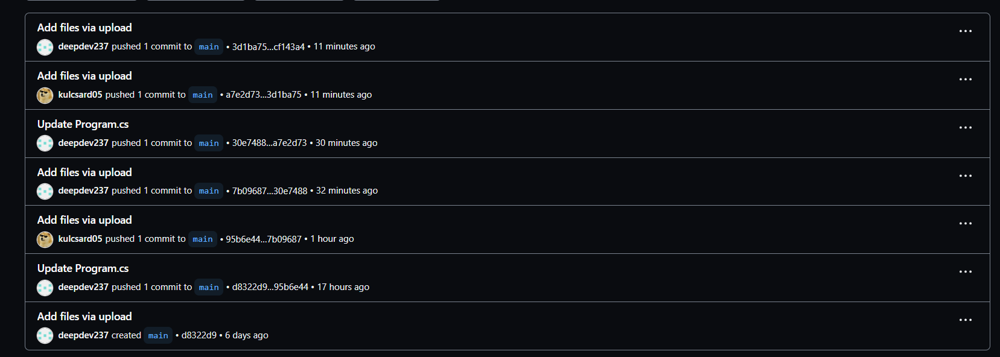 Add files via upload
deepdev237 pushed 1 commit to main • 3d1ba75...cf143a4 • 11 minutes ago
Add files via upload
kulcsard05 pushed 1 commit to main • a7e2d73...3d1ba75 • 11 minutes ago
Update Program.cs
deepdev237 pushed 1 commit to main • 30e7488...a7e2d73 • 30 minutes ago
Add files via upload
deepdev237 pushed 1 commit to main • 7b09687...30e7488 • 32 minutes ago
Add files via upload
kulcsard05 pushed 1 commit to main • 95b6e44...7b09687 • 1 hour ago
Update Program.cs
deepdev237 pushed 1 commit to main • d8322d9...95b6e44 • 17 hours ago
Add files via upload
deepdev237 created main • d8322d9 • 6 days ago